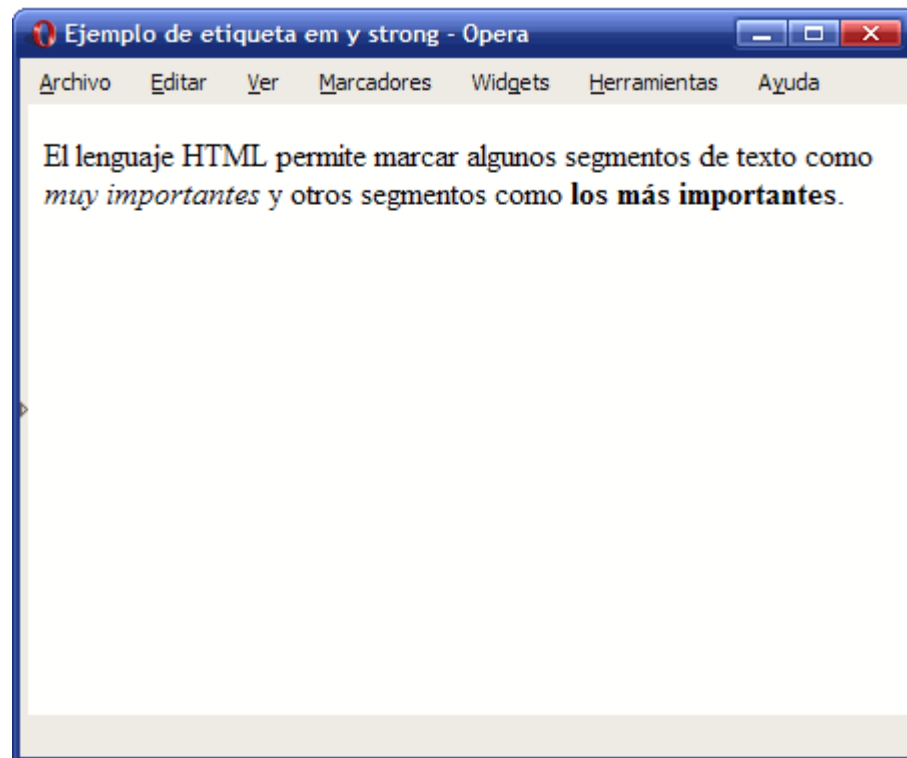 Ejemplo de etiqueta em y strong - Opera
Archivo Editar Ver Marcadores Widgets Herramientas Ayuda
El lenguaje HTML permite marcar algunos segmentos de texto como
muy importantes y otros segmentos como los más importantes.